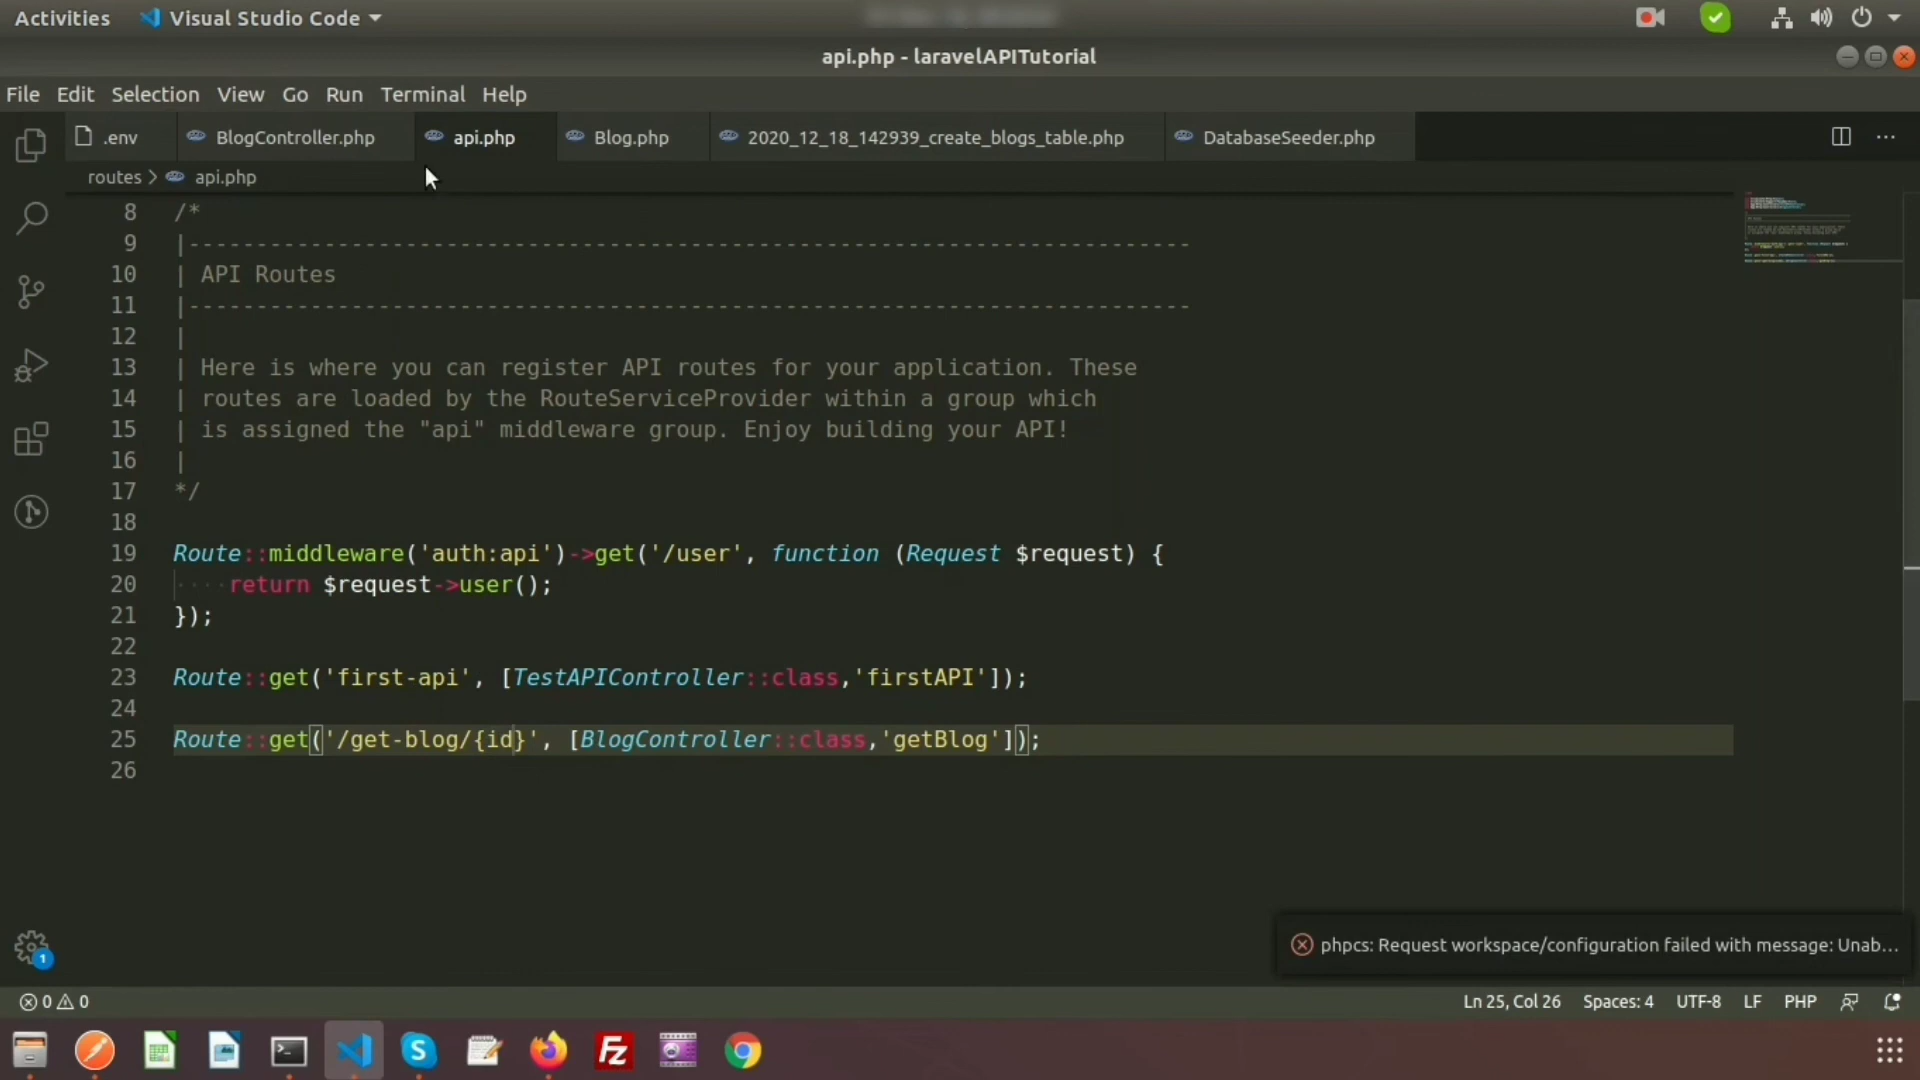 Activities Visual Studio Code
api.php - laravelAPITutorial
File Edit Selection View Go Run Terminal Help
.env BlogController.php api.php Blog.php 2020_12_18_142939_create_blogs_table.php DatabaseSeeder.php
routes > api.php
8 /*
9 |--------------------------------------------------------------------------
10 | API Routes
11 |--------------------------------------------------------------------------
12 |
13 | Here is where you can register API routes for your application. These
14 | routes are loaded by the RouteServiceProvider within a group which
15 | is assigned the "api" middleware group. Enjoy building your API!
16 |
17 */
18
19 Route::middleware('auth:api')->get('/user', function (Request $request) {
20 ····return $request->user();
21 });
22
23 Route::get('first-api', [TestAPIController::class,'firstAPI']);
24
25 Route::get('/get-blog/{id}', [BlogController::class,'getBlog']);
26
phpcs: Request workspace/configuration failed with message: Unab...
1
0 0 Ln 25, Col 26 Spaces: 4 UTF-8 LF PHP
S Fz